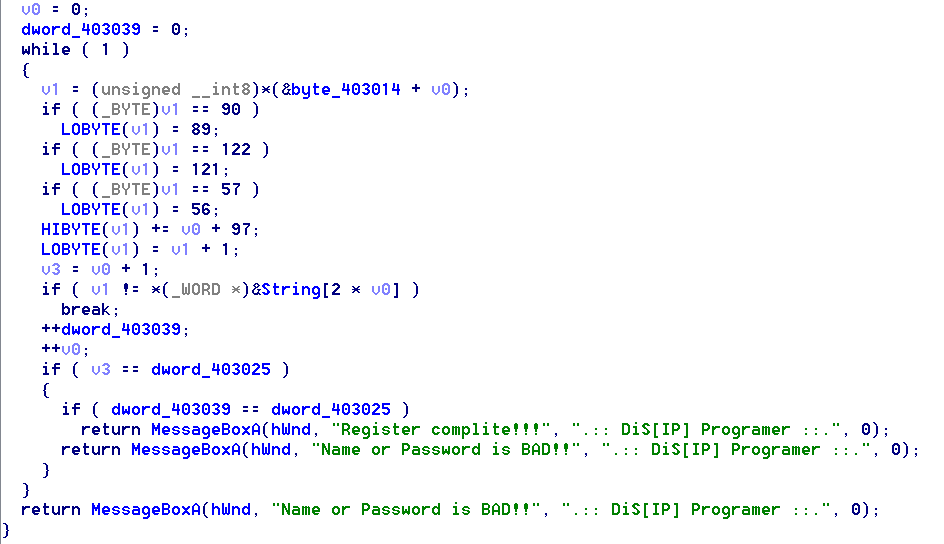 v0 = 0;
dword_403039 = 0;
while ( 1 )
{
v1 = (unsigned __int8)*(&byte_403014 + v0);
if ( (_BYTE)v1 == 90 )
LOBYTE(v1) = 89;
if ( (_BYTE)v1 == 122 )
LOBYTE(v1) = 121;
if ( (_BYTE)v1 == 57 )
LOBYTE(v1) = 56;
HIBYTE(v1) += v0 + 97;
LOBYTE(v1) = v1 + 1;
v3 = v0 + 1;
if ( v1 != *(_WORD *)&String[2 * v0] )
break;
++dword_403039;
++v0;
if ( v3 == dword_403025 )
{
if ( dword_403039 == dword_403025 )
return MessageBoxA(hWnd, "Register complite!!!", ".:: DiS[IP] Programer ::.", 0);
return MessageBoxA(hWnd, "Name or Password is BAD!!", ".:: DiS[IP] Programer ::.", 0);
}
}
return MessageBoxA(hWnd, "Name or Password is BAD!!", ".:: DiS[IP] Programer ::.", 0);
}